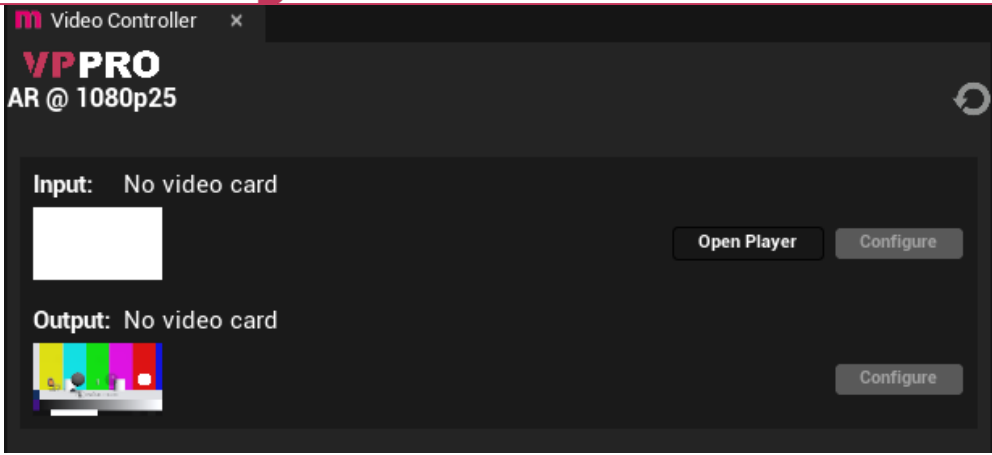 m Video Controller ×
VPPRO
AR @ 1080p25
Input: No video card
Open Player Configure
Output: No video card
Configure